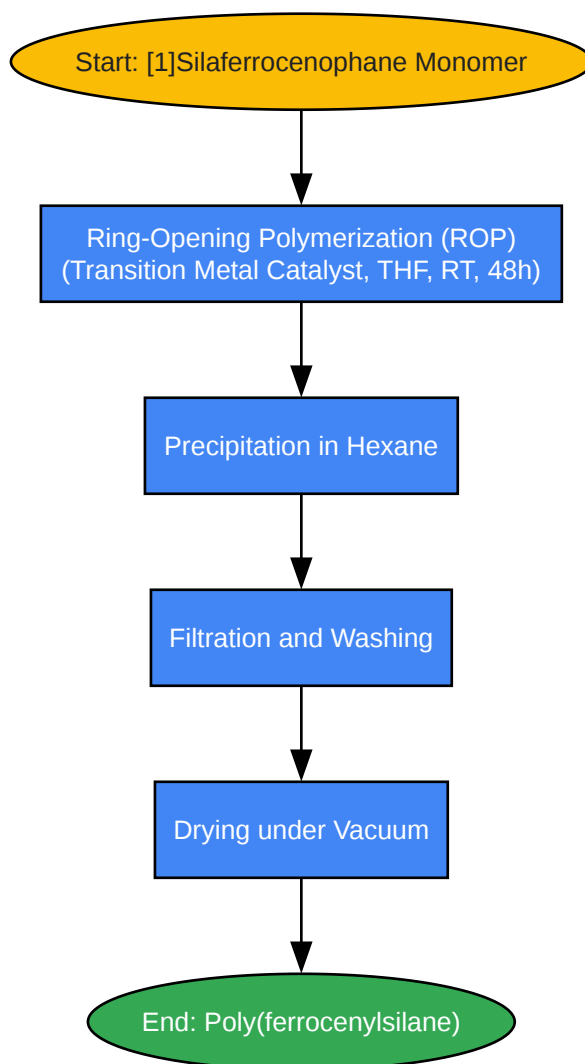 Start: [1]Silaferrocenophane Monomer
Ring-Opening Polymerization (ROP)
(Transition Metal Catalyst, THF, RT, 48h)
Precipitation in Hexane
Filtration and Washing
Drying under Vacuum
End: Poly(ferrocenylsilane)